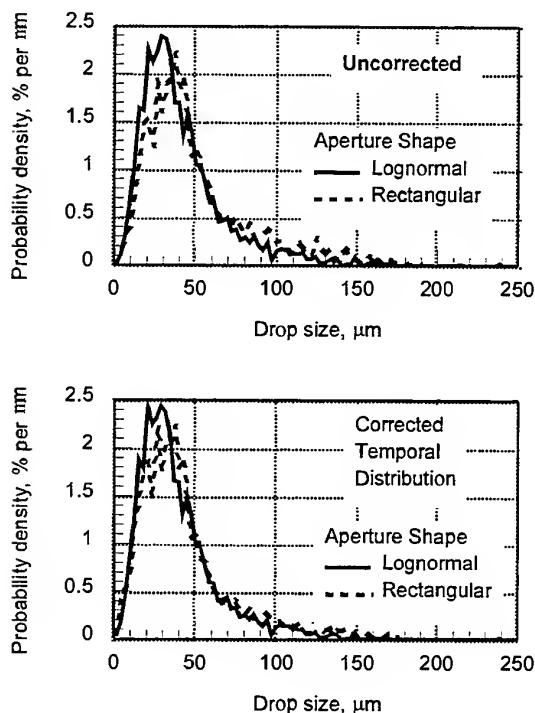 Probability density, % per mm
2.5
2
1.5
1
0.5
0
Uncorrected
Aperture Shape
Lognormal
Rectangular
0 50 100 150 200 250
Drop size, μm
Probability density, % per mm
2.5
2
1.5
1
0.5
0
Corrected
Temporal
Distribution
Aperture Shape
Lognormal
Rectangular
0 50 100 150 200 250
Drop size, μm